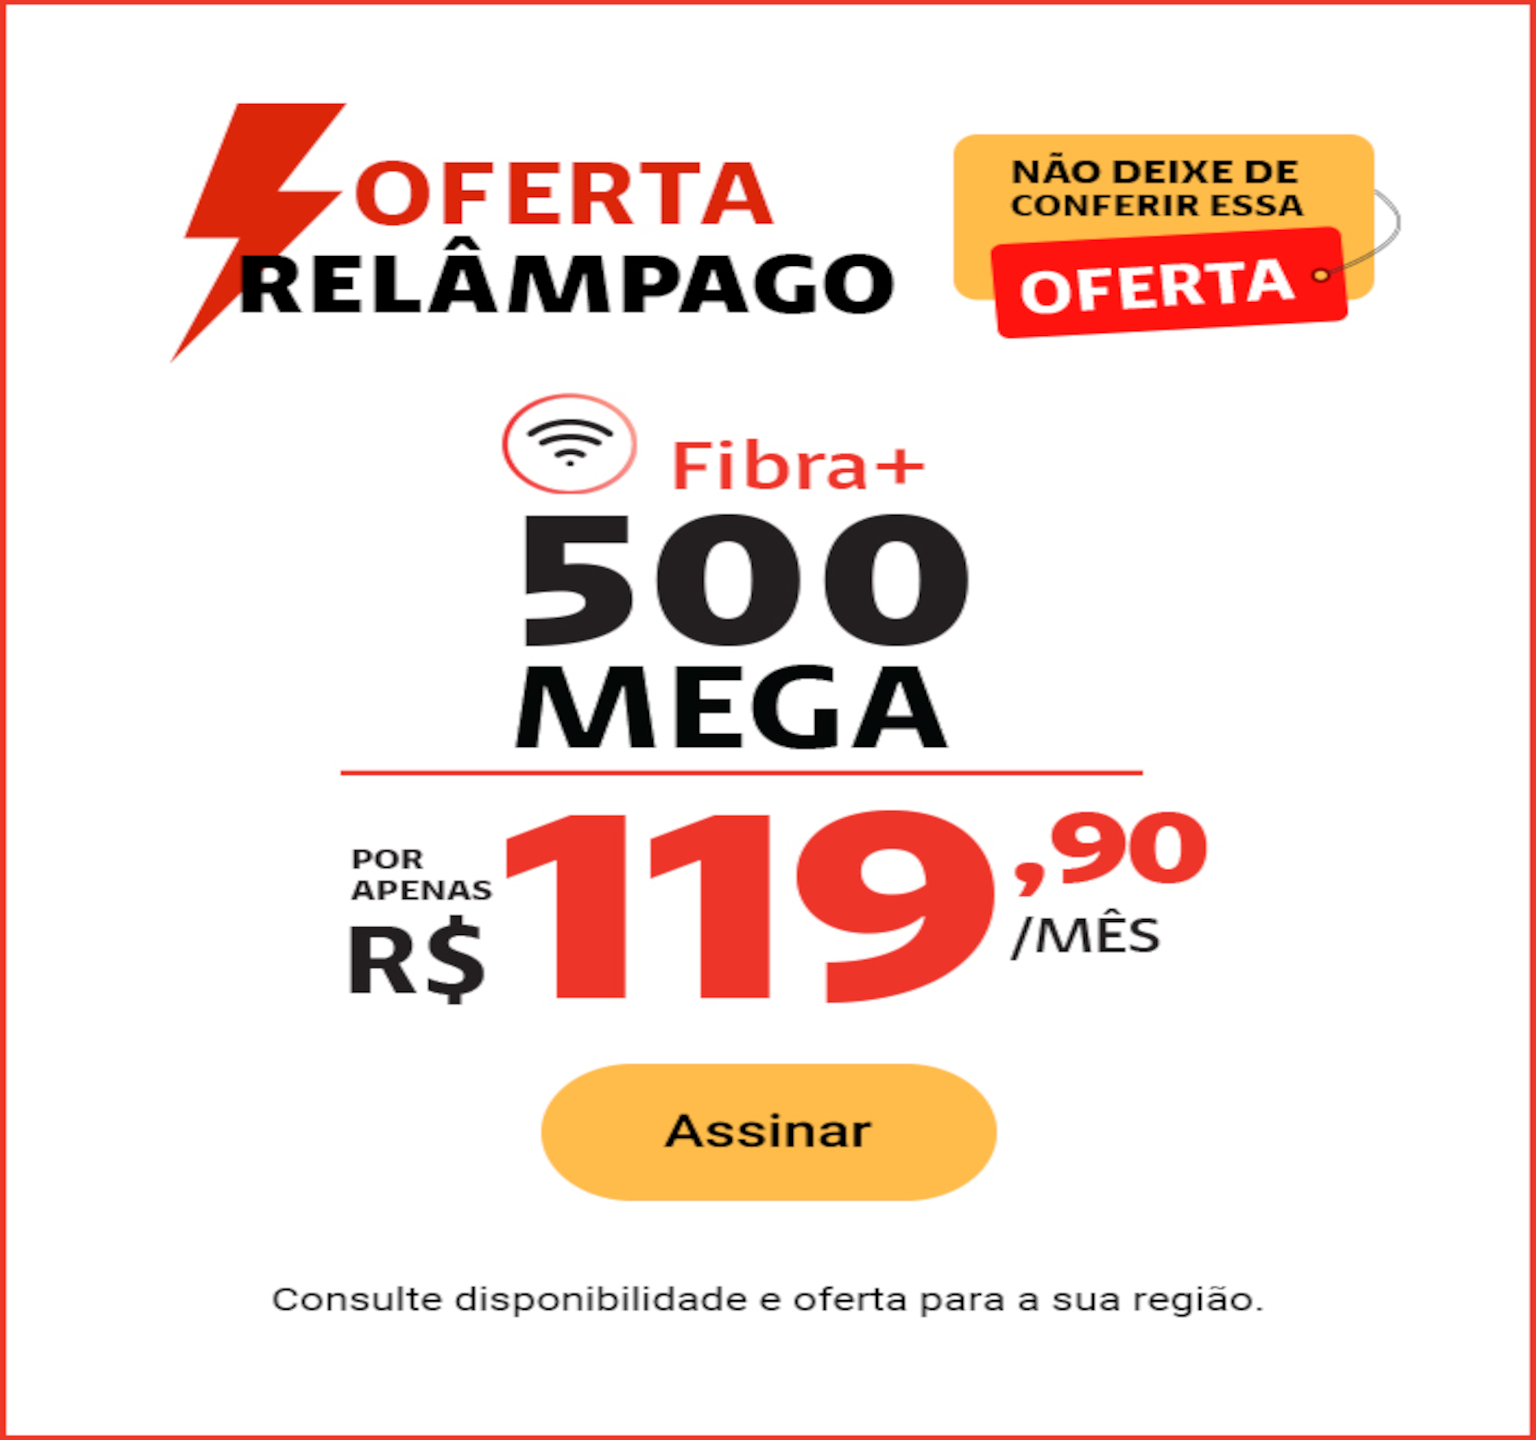 OFERTA
RELÂMPAGO
NÃO DEIXE DE
CONFERIR ESSA
OFERTA
Fibra+
500
MEGA
POR
APENAS
R$ 119,90
/MÊS
Assinar
Consulte disponibilidade e oferta para a sua região.